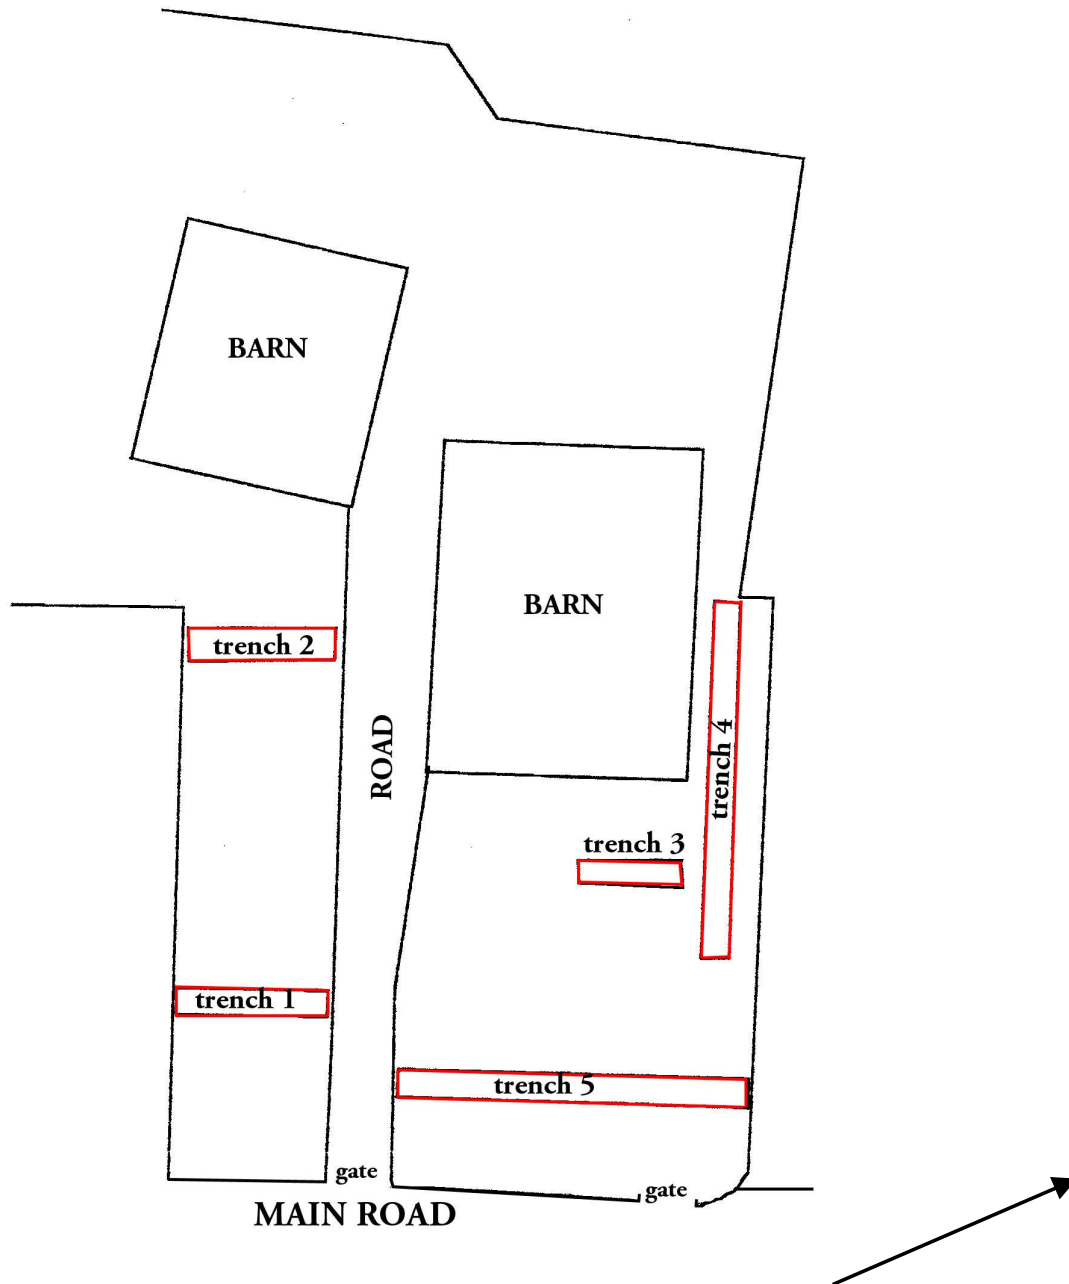 BARN
BARN
trench 2
ROAD
trench 4
trench 3
trench 1
trench 5
gate
gate
MAIN ROAD